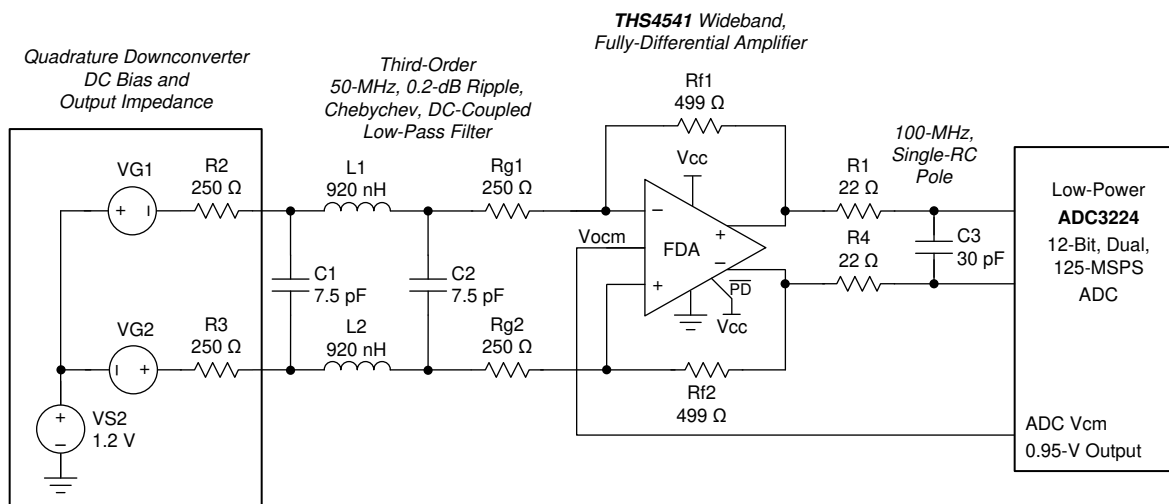 THS4541 Wideband,
Fully-Differential Amplifier
Quadrature Downconverter
DC Bias and
Output Impedance
Third-Order
50-MHz, 0.2-dB Ripple,
Chebychev, DC-Coupled
Low-Pass Filter
Rf1
499 Ω
100-MHz,
Single-RC
Pole
VG1
+
−
R2
250 Ω
L1
920 nH
Rg1
250 Ω
Vcc
R1
22 Ω
Low-Power
ADC3224
12-Bit, Dual,
125-MSPS
ADC
−
+
Vocm
FDA
−
+
PD
Vcc
R4
22 Ω
C3
30 pF
C1
7.5 pF
C2
7.5 pF
VG2
−
+
R3
250 Ω
L2
920 nH
Rg2
250 Ω
Rf2
499 Ω
+
−
VS2
1.2 V
ADC Vcm
0.95-V Output